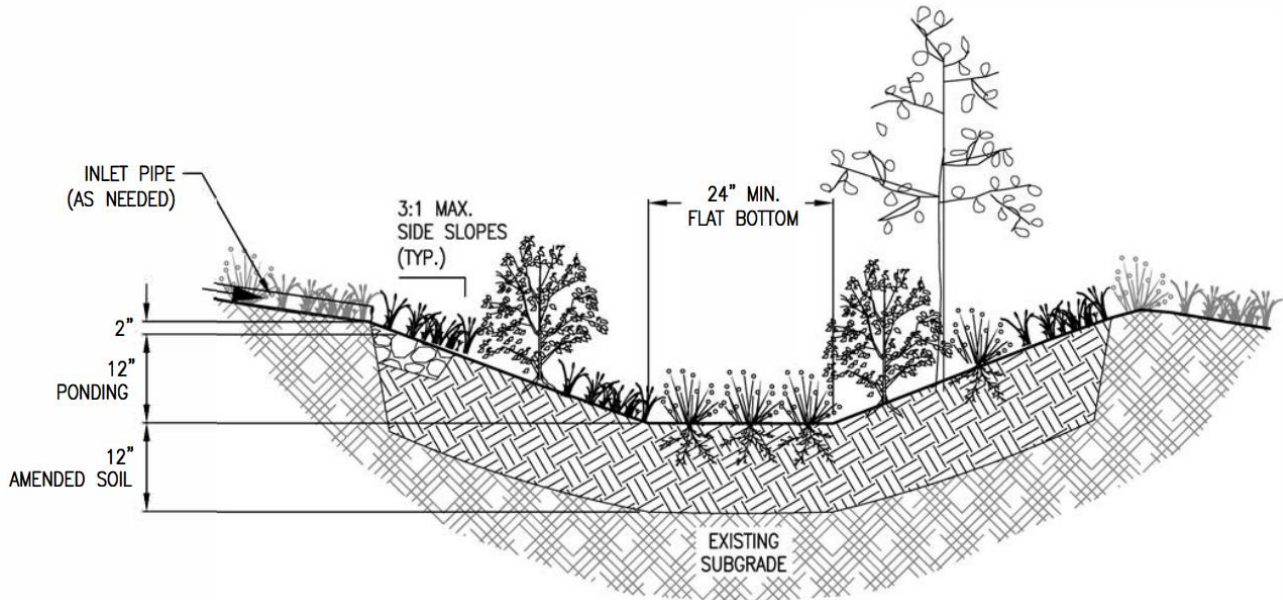 INLET PIPE
(AS NEEDED)
3:1 MAX.
SIDE SLOPES
(TYP.)
24" MIN.
FLAT BOTTOM
2"
12"
PONDING
12"
AMENDED SOIL
EXISTING
SUBGRADE